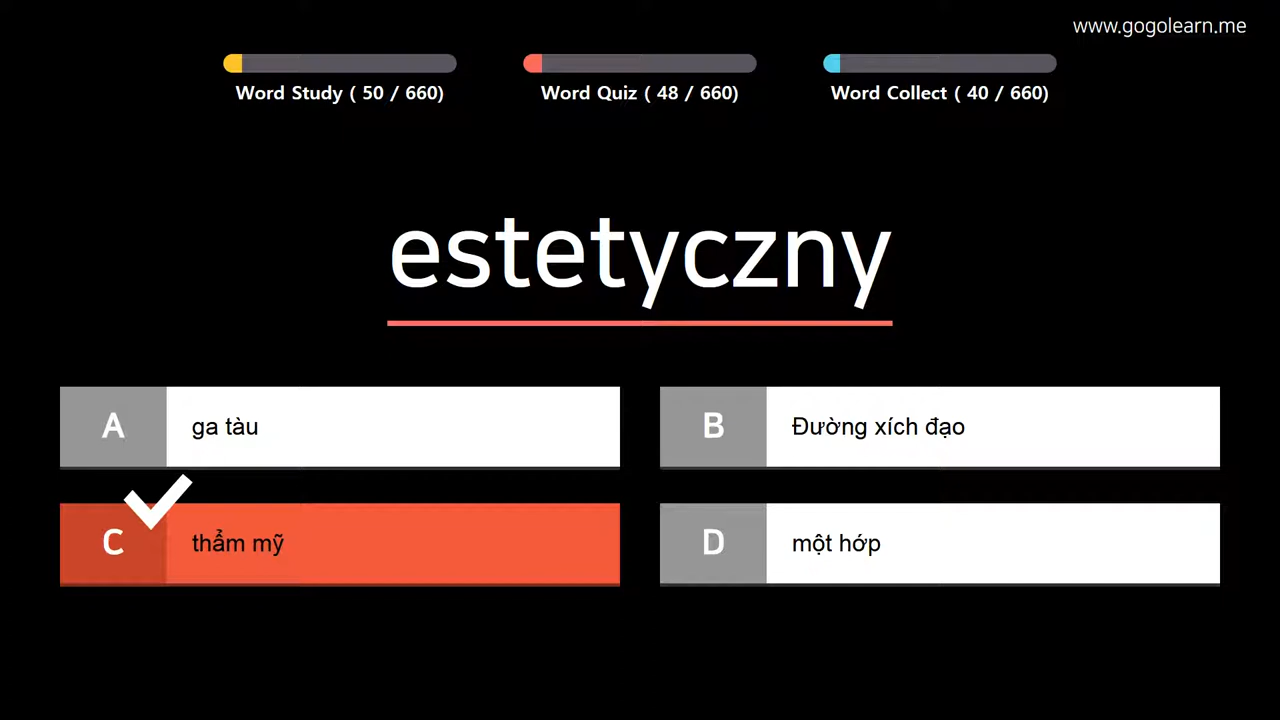 www.gogolearn.me
Word Study ( 50 / 660)
Word Quiz ( 48 / 660)
Word Collect ( 40 / 660)
estetyczny
A ga tàu
B Đường xích đạo
C thẩm mỹ
D một hớp